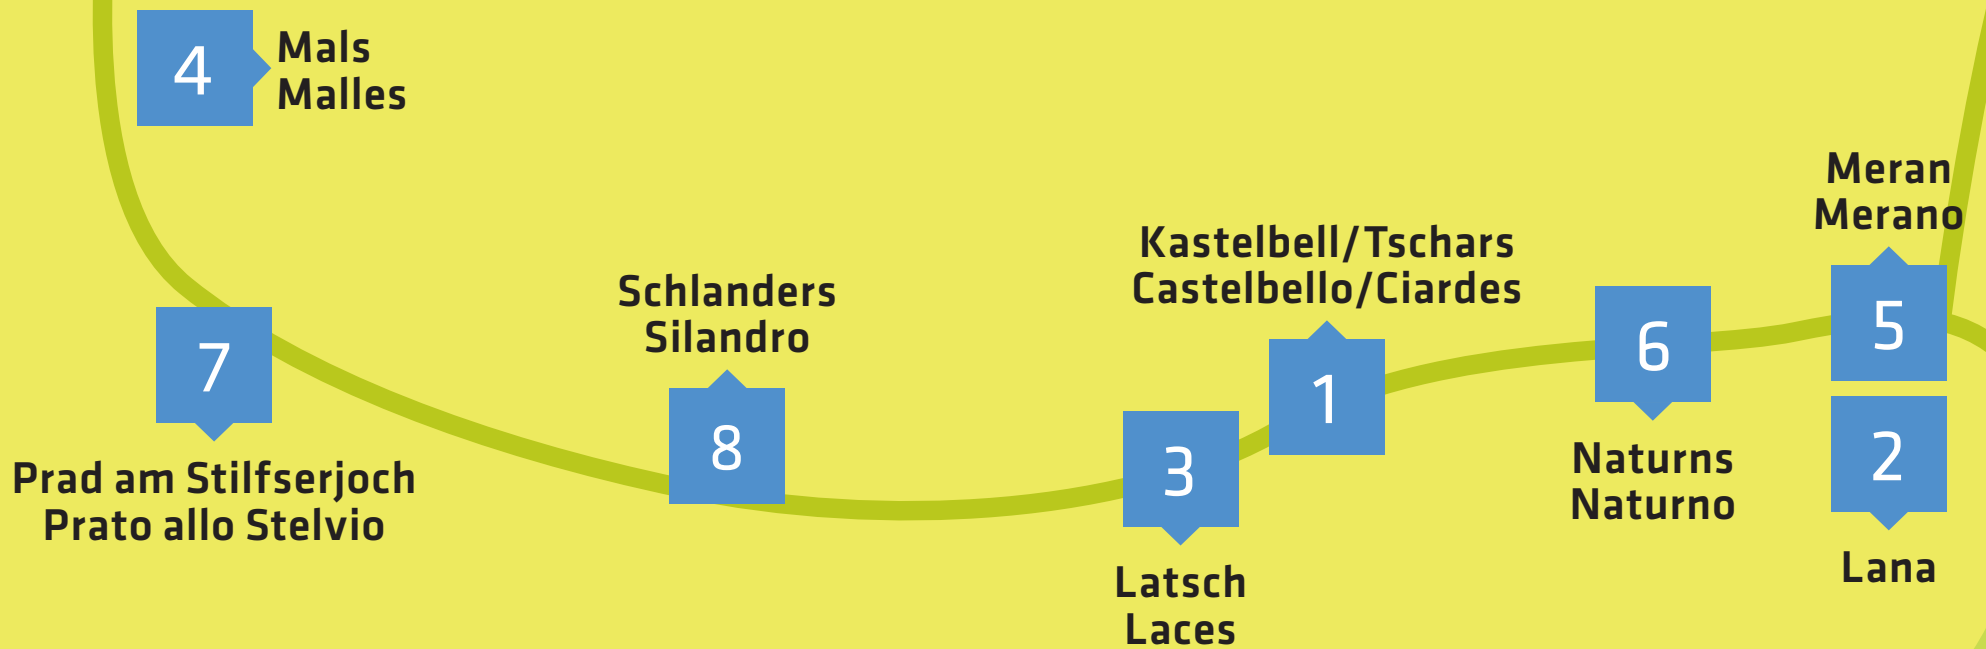 4
Mals
Malles
7
Prad am Stilfserjoch
Prato allo Stelvio
Schlanders
Silandro
8
3
Latsch
Laces
Kastelbell/Tschars
Castelbello/Ciardes
1
6
Naturns
Naturno
Meran
Merano
5
2
Lana